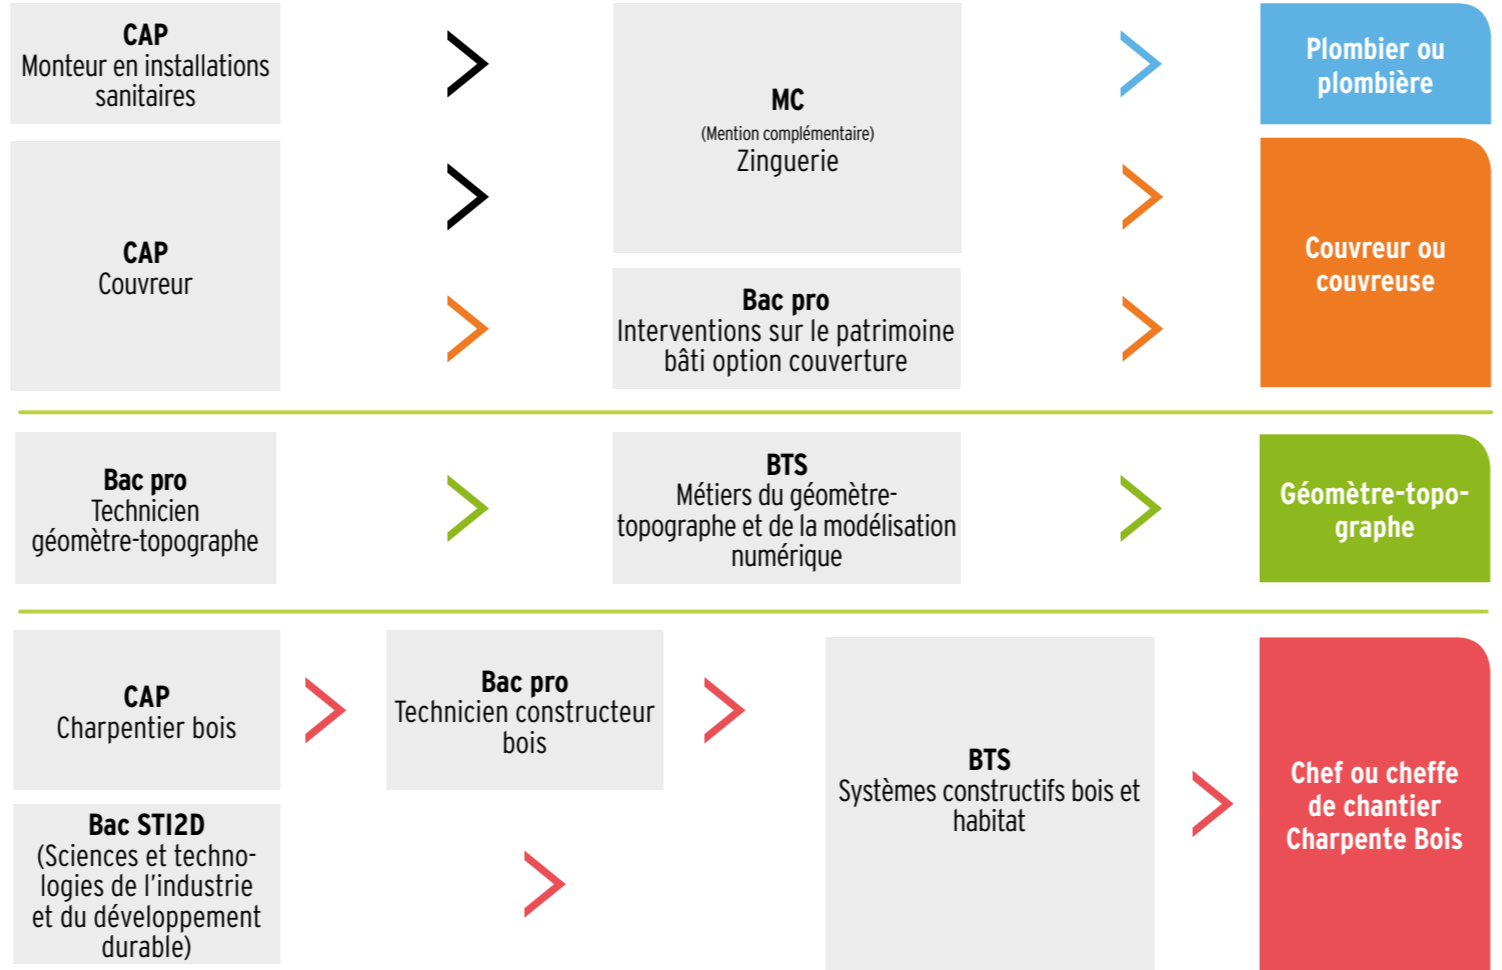 CAP
Monteur en installations
sanitaires
MC
(Mention complémentaire)
Zinguerie
Plombier ou
plombière
CAP
Couvreur
Bac pro
Interventions sur le patrimoine
bâti option couverture
Couvreur ou
couvreuse
Bac pro
Technicien
géomètre-topographe
BTS
Métiers du géomètre-
topographe et de la modélisation
numérique
Géomètre-topo-
graphe
CAP
Charpentier bois
Bac pro
Technicien constructeur
bois
BTS
Systèmes constructifs bois et
habitat
Chef ou cheffe
de chantier
Charpente Bois
Bac STI2D
(Sciences et techno-
logies de l'industrie
et du développement
durable)